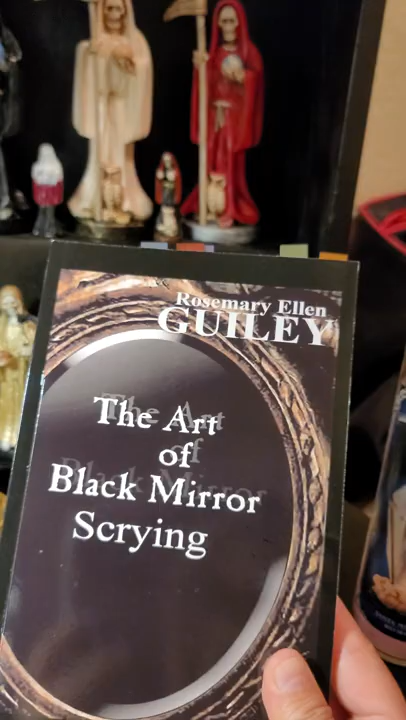 Rosemary Ellen
GUILEY
The Art
of
Black Mirror
Scrying